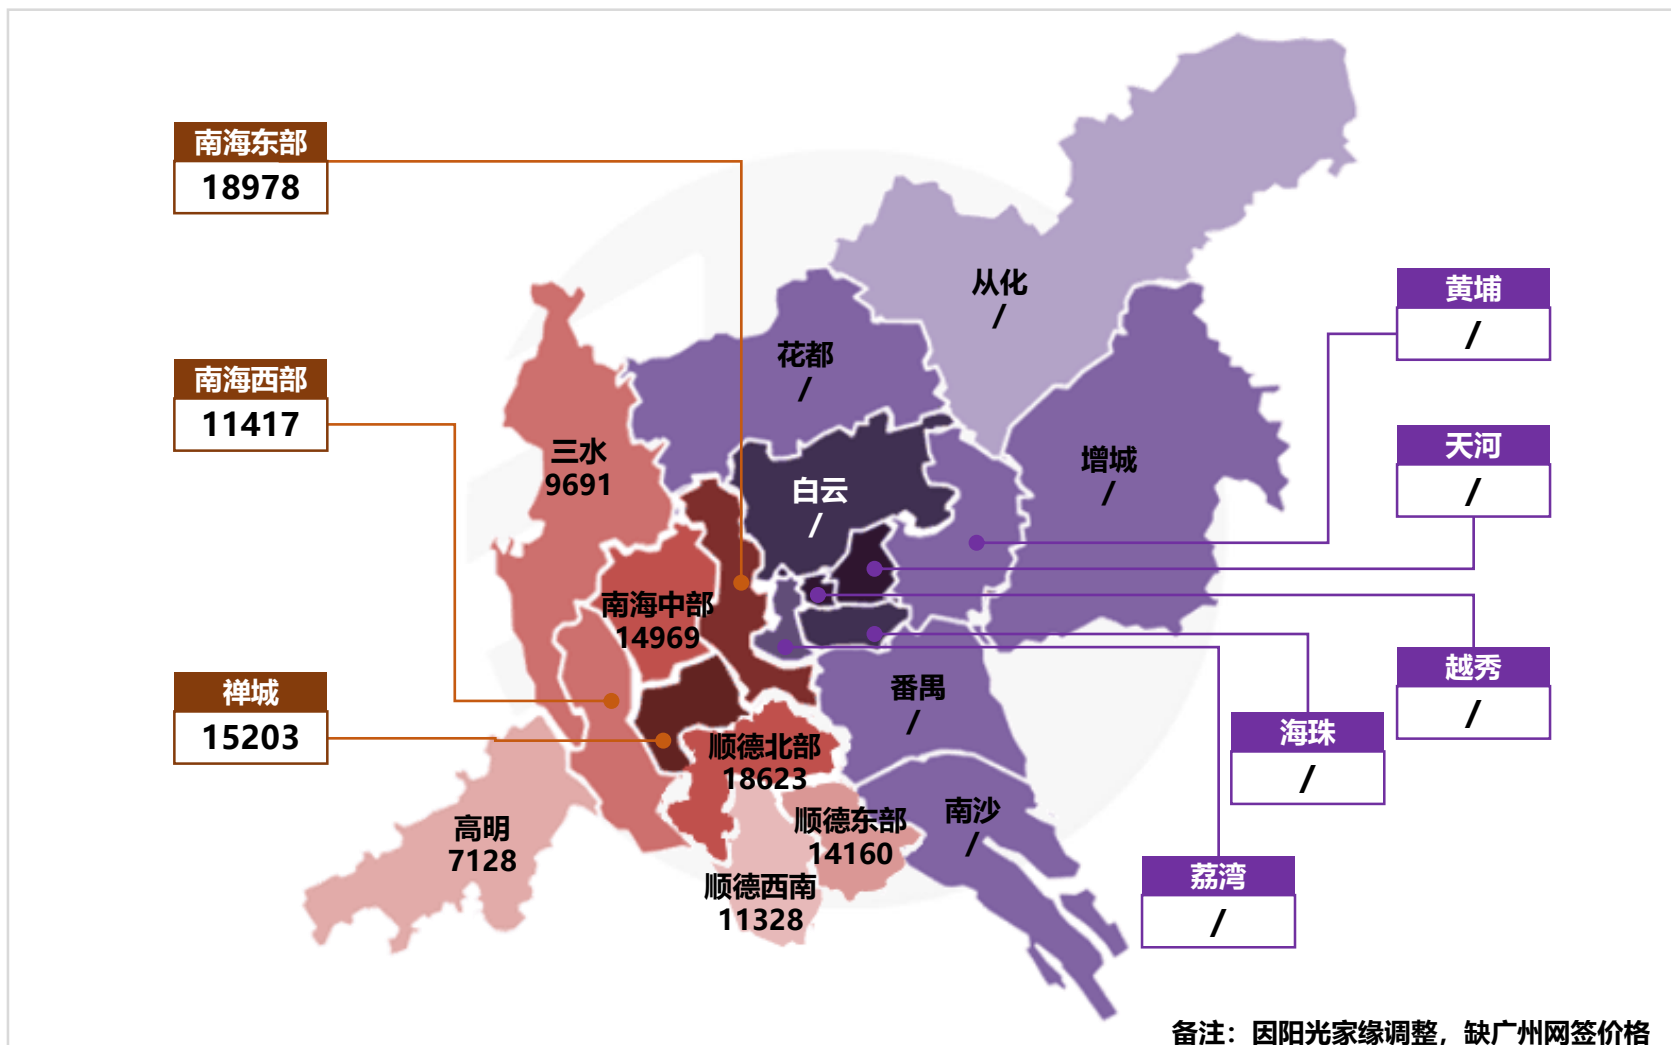 南海东部
18978
从化
/
黄埔
/
花都
/
南海西部
11417
三水
9691
天河
/
增城
/
白云
/
南海中部
14969
禅城
15203
番禺
/
越秀
/
海珠
/
顺德北部
18623
南沙
/
顺德东部
14160
高明
7128
荔湾
/
顺德西南
11328
备注：因阳光家缘调整，缺广州网签价格